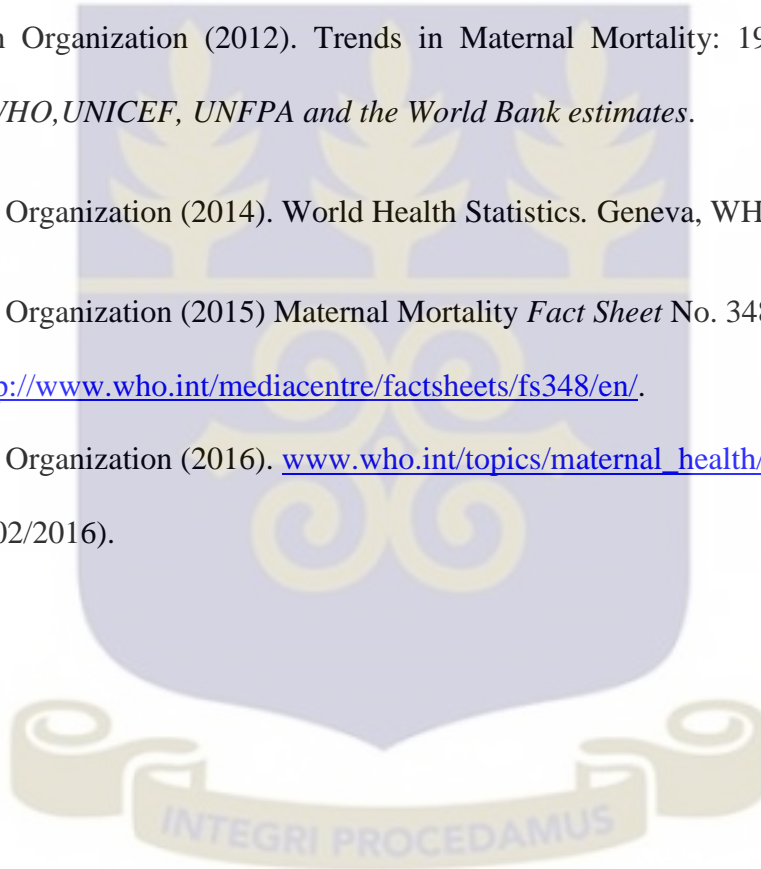 n Organization (2012). Trends in Maternal Mortality: 19
WHO,UNICEF, UNFPA and the World Bank estimates.
Organization (2014). World Health Statistics. Geneva, WH
Organization (2015) Maternal Mortality Fact Sheet No. 348
p://www.who.int/mediacentre/factsheets/fs348/en/.
Organization (2016). www.who.int/topics/maternal_health/
02/2016).
INTEGRI PROCEDAMUS